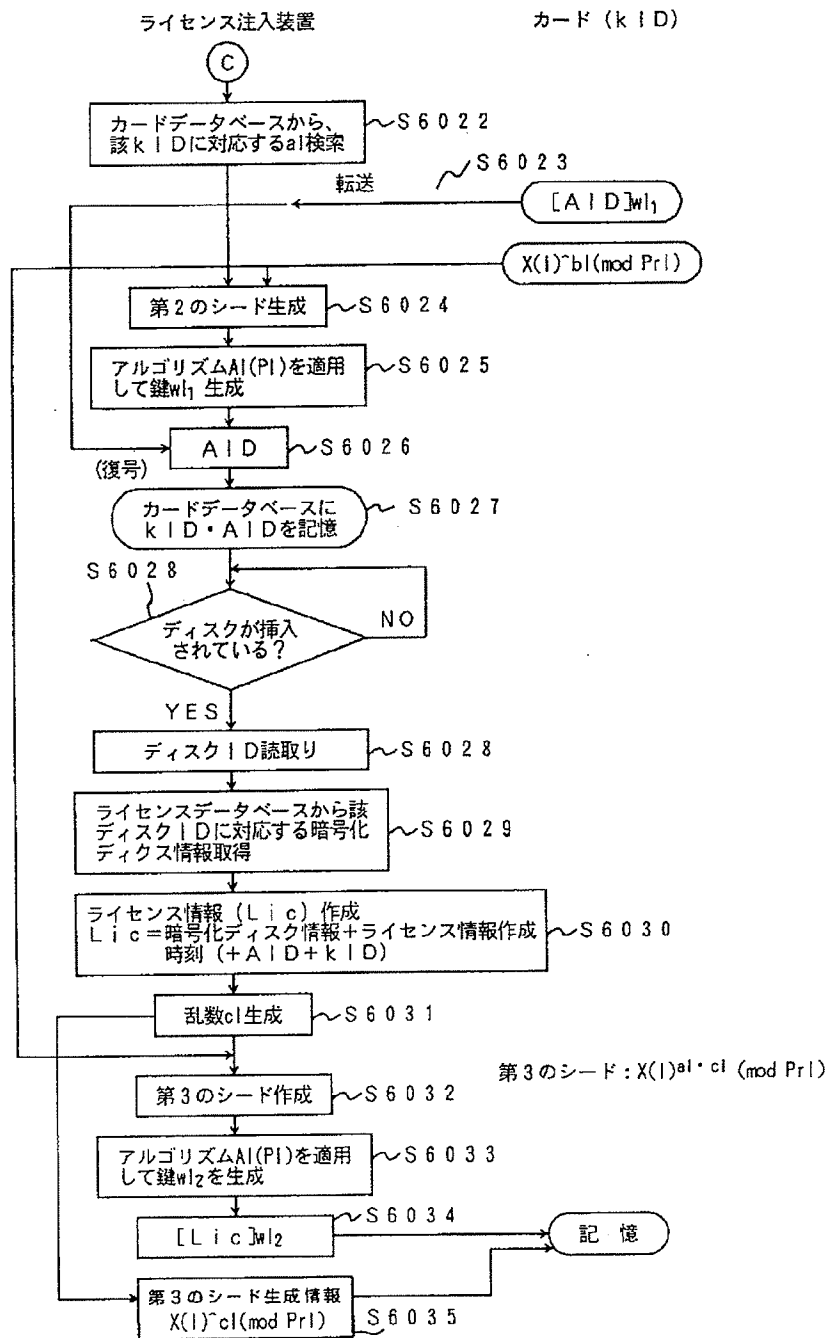 ライセンス注入装置
カード (kID)
C
カードデータベースから、
該kIDに対応するal検索
S6022
S6023
転送
[AID]wl₁
X(l)^bl(mod Prl)
第2のシード生成
S6024
アルゴリズムAl(Pl)を適用
して鍵wl₁ 生成
S6025
AID
S6026
(復号)
カードデータベースに
kID・AIDを記憶
S6027
S6028
ディスクが挿入
されている?
NO
YES
ディスクID読取り
S6028
ライセンスデータベースから該
ディスクIDに対応する暗号化
ディクス情報取得
S6029
ライセンス情報 (Lic) 作成
Lic=暗号化ディスク情報+ライセンス情報作成
時刻 (+AID+kID)
S6030
乱数cl生成
S6031
第3のシード:X(l)^al・cl (mod Prl)
第3のシード作成
S6032
アルゴリズムAl(Pl)を適用
して鍵wl₂を生成
S6033
[Lic]wl₂
S6034
記 憶
第3のシード生成情報
X(l)^cl(mod Prl)
S6035